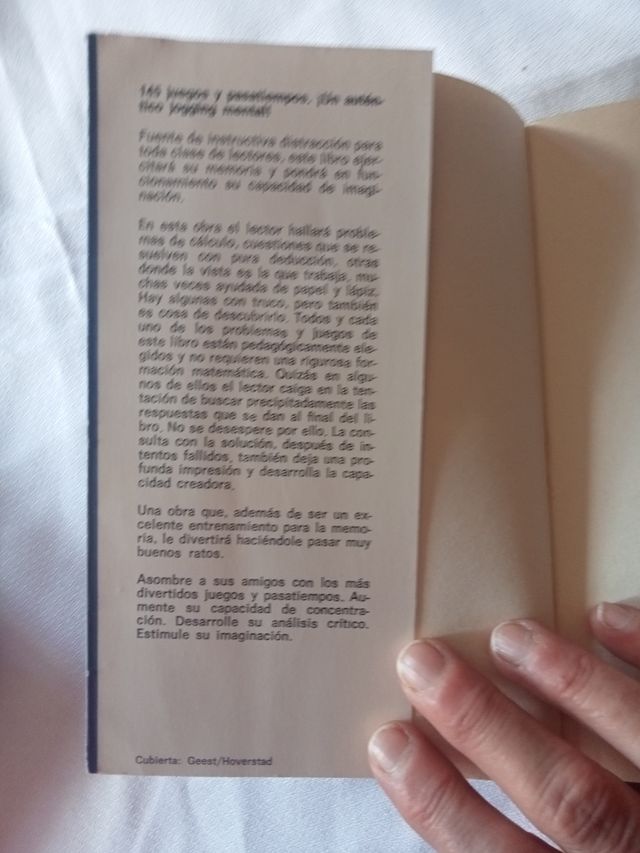 145 juegos y pasatiempos. ¡Un autén-
tico jogging mental!
Fuente de instructiva distracción para
toda clase de lectores, este libro ejer-
citará su memoria y pondrá en fun-
cionamiento su capacidad de imagi-
nación.
En esta obra el lector hallará proble-
mas de cálculo, cuestiones que se re-
suelven con pura deducción, otras
donde la vista es la que trabaja, mu-
chas veces ayudada de papel y lápiz.
Hay algunas con truco, pero también
es cosa de descubrirlo. Todos y cada
uno de los problemas y juegos de
este libro están pedagógicamente ele-
gidos y no requieren una rigurosa for-
mación matemática. Quizás en algu-
nos de ellos el lector caiga en la ten-
tación de buscar precipitadamente las
respuestas que se dan al final del li-
bro. No se desespere por ello. La con-
sulta con la solución, después de in-
tentos fallidos, también deja una pro-
funda impresión y desarrolla la capa-
cidad creadora.
Una obra que, además de ser un ex-
celente entrenamiento para la memo-
ria, le divertirá haciéndole pasar muy
buenos ratos.
Asombre a sus amigos con los más
divertidos juegos y pasatiempos. Au-
mente su capacidad de concentra-
ción. Desarrolle su análisis crítico.
Estimule su imaginación.
Cubierta: Geest/Hoverstad